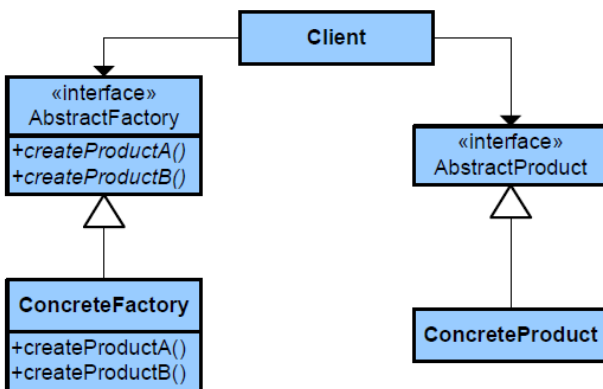 Client
«interface»
AbstractFactory
+createProductA()
+createProductB()
«interface»
AbstractProduct
ConcreteFactory
+createProductA()
+createProductB()
ConcreteProduct